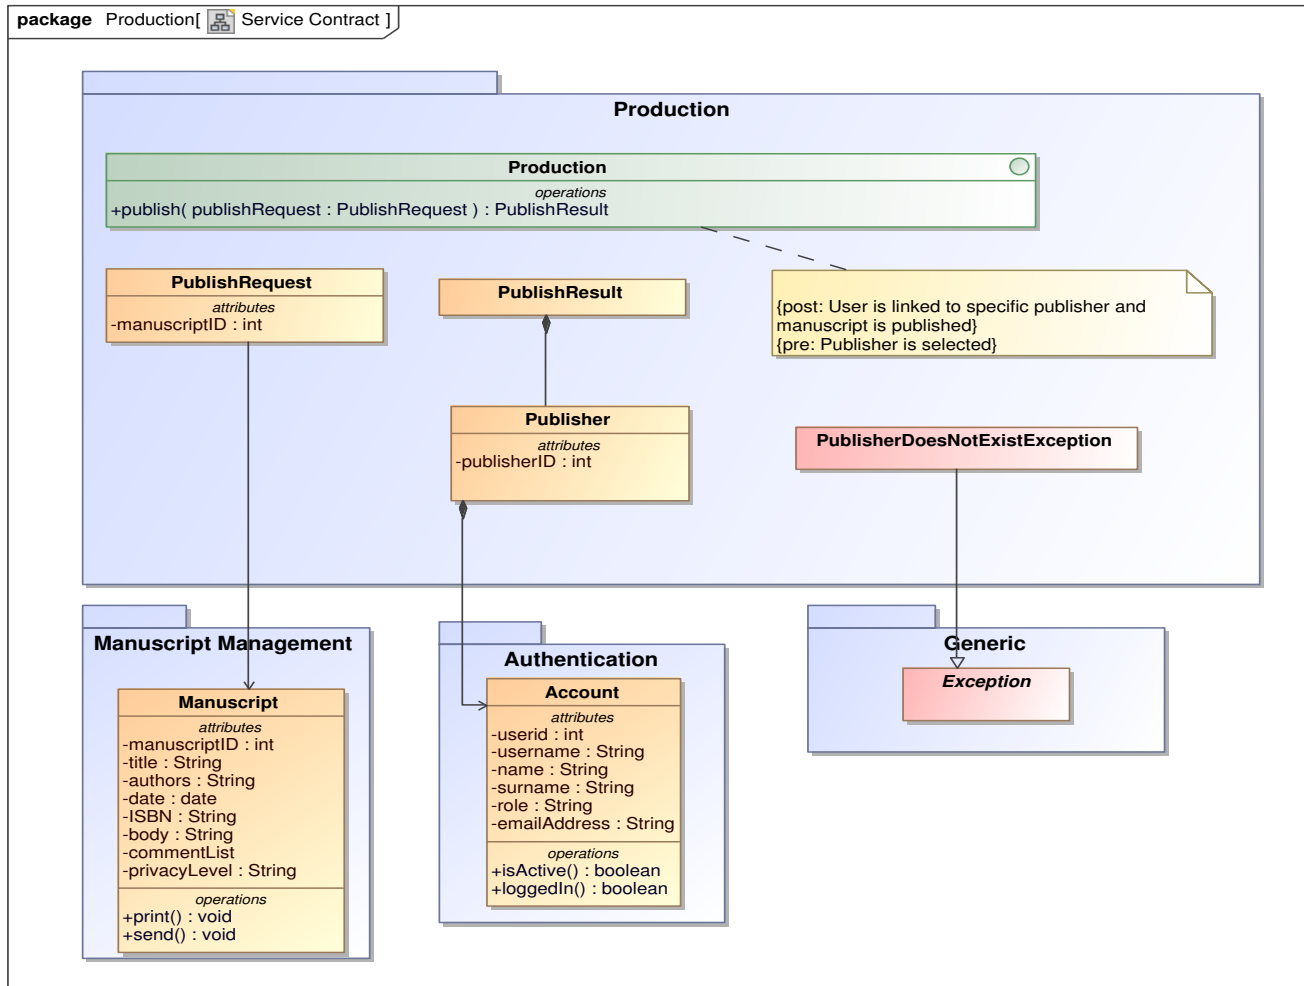 package Production[ Service Contract ]
Production
Production
operations
+publish( publishRequest : PublishRequest ) : PublishResult
PublishRequest
attributes
-manuscriptID : int
PublishResult
{post: User is linked to specific publisher and
manuscript is published}
{pre: Publisher is selected}
Publisher
attributes
-publisherID : int
PublisherDoesNotExistException
Manuscript Management
Manuscript
attributes
-manuscriptID : int
-title : String
-authors : String
-date : date
-ISBN : String
-body : String
-commentList
-privacyLevel : String
operations
+print() : void
+send() : void
Authentication
Account
attributes
-userid : int
-username : String
-name : String
-surname : String
-role : String
-emailAddress : String
operations
+isActive() : boolean
+loggedIn() : boolean
Generic
Exception